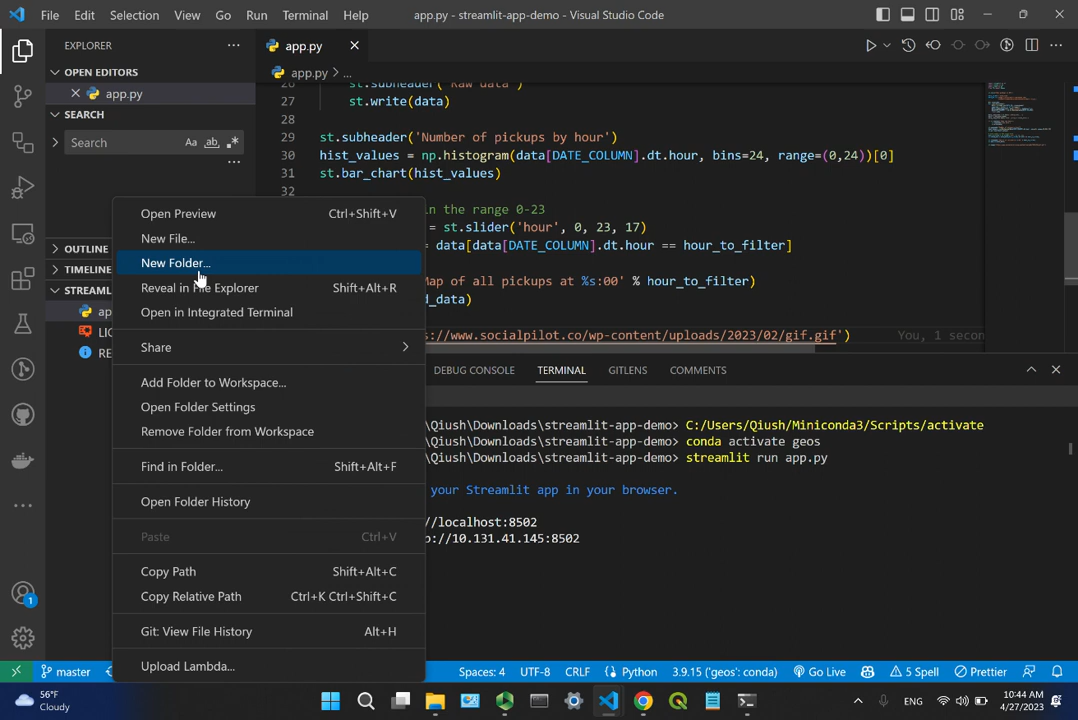 File Edit Selection View Go Run Terminal Help app.py - streamlit-app-demo - Visual Studio Code
EXPLORER
app.py
OPEN EDITORS
app.py > ...
app.py
SEARCH
Search Aa ab
27 st.write(data)
28
29 st.subheader('Number of pickups by hour')
30 hist_values = np.histogram(data[DATE_COLUMN].dt.hour, bins=24, range=(0,24))[0]
31 st.bar_chart(hist_values)
32
in the range 0-23
= st.slider('hour', 0, 23, 17)
= data[data[DATE_COLUMN].dt.hour == hour_to_filter]
Map of all pickups at %s:00' % hour_to_filter)
d_data)
s://www.socialpilot.co/wp-content/uploads/2023/02/gif.gif') You, 1 secon
OUTLINE
TIMELINE
STREAML
ap
LIC
RE
Open Preview Ctrl+Shift+V
New File...
New Folder...
Reveal in File Explorer Shift+Alt+R
Open in Integrated Terminal
Share
Add Folder to Workspace...
Open Folder Settings
Remove Folder from Workspace
Find in Folder... Shift+Alt+F
Open Folder History
Paste Ctrl+V
Copy Path Shift+Alt+C
Copy Relative Path Ctrl+K Ctrl+Shift+C
Git: View File History Alt+H
Upload Lambda...
DEBUG CONSOLE TERMINAL GITLENS COMMENTS
\Qiush\Downloads\streamlit-app-demo> C:/Users/Qiush/Miniconda3/Scripts/activate
\Qiush\Downloads\streamlit-app-demo> conda activate geos
\Qiush\Downloads\streamlit-app-demo> streamlit run app.py
your Streamlit app in your browser.
//localhost:8502
p://10.131.41.145:8502
1
master Spaces: 4 UTF-8 CRLF Python 3.9.15 ('geos': conda) Go Live 5 Spell Prettier
56°F
Cloudy
ENG
10:44 AM
4/27/2023